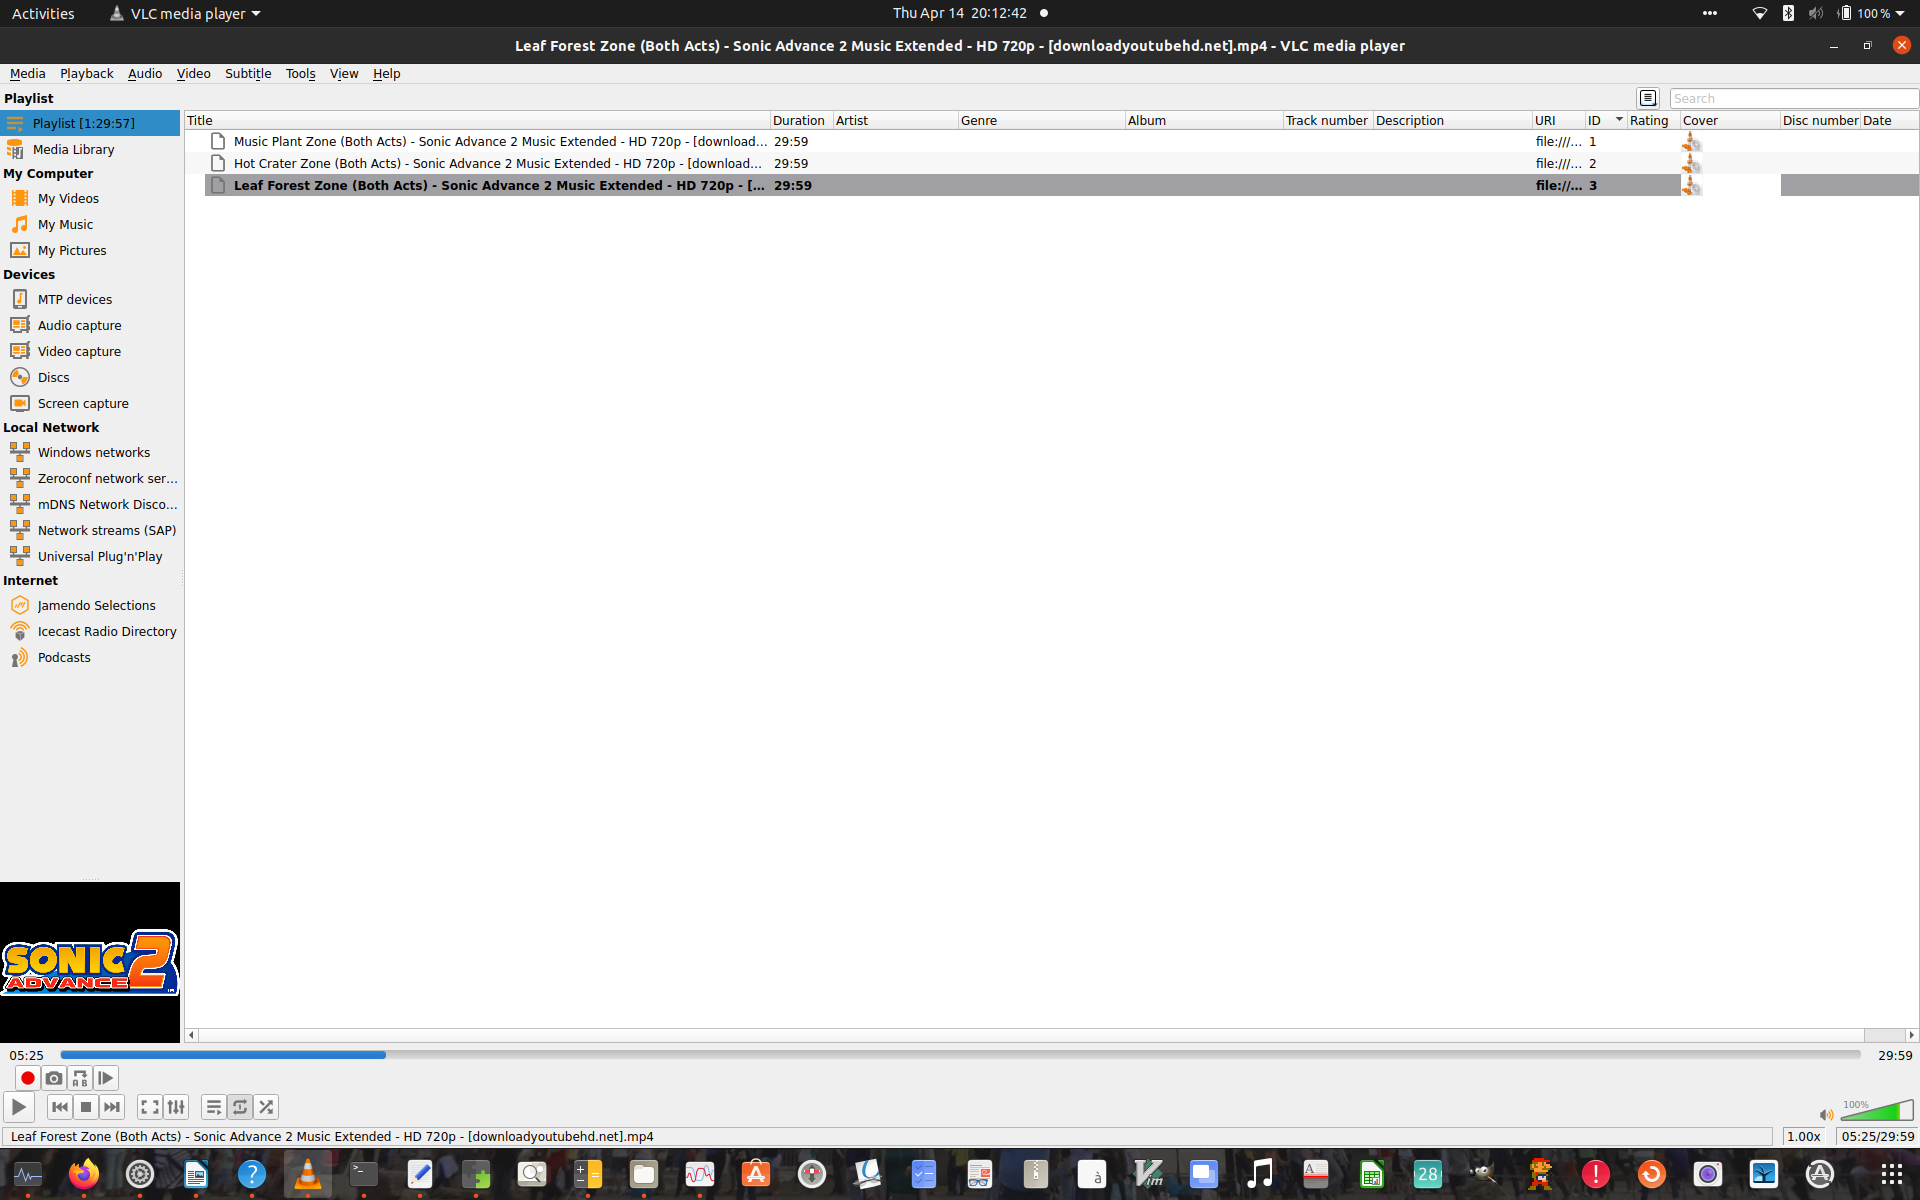 Activities VLC media player Thu Apr 14 20:12:42 100 %
Leaf Forest Zone (Both Acts) - Sonic Advance 2 Music Extended - HD 720p - [downloadyoutubehd.net].mp4 - VLC media player
Media Playback Audio Video Subtitle Tools View Help
Playlist Search
Playlist [1:29:57]
Media Library
My Computer
My Videos
My Music
My Pictures
Devices
MTP devices
Audio capture
Video capture
Discs
Screen capture
Local Network
Windows networks
Zeroconf network ser...
mDNS Network Disco...
Network streams (SAP)
Universal Plug'n'Play
Internet
Jamendo Selections
Icecast Radio Directory
Podcasts
Title Duration Artist Genre Album Track number Description URI ID Rating Cover Disc number Date
Music Plant Zone (Both Acts) - Sonic Advance 2 Music Extended - HD 720p - [download... 29:59 file:///... 1
Hot Crater Zone (Both Acts) - Sonic Advance 2 Music Extended - HD 720p - [download... 29:59 file:///... 2
Leaf Forest Zone (Both Acts) - Sonic Advance 2 Music Extended - HD 720p - [... 29:59 file://... 3
SONIC 2
ADVANCE
05:25 29:59
A B
100%
Leaf Forest Zone (Both Acts) - Sonic Advance 2 Music Extended - HD 720p - [downloadyoutubehd.net].mp4 1.00x 05:25/29:59
? >_ A à Vim A 28 !